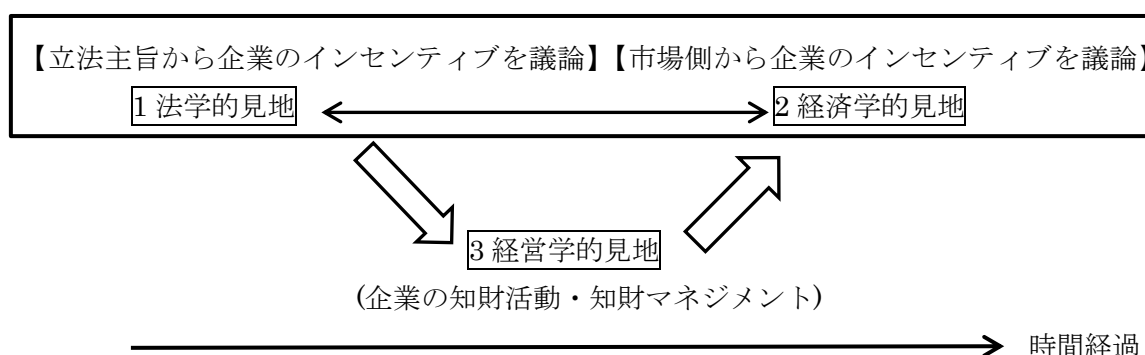 【立法主旨から企業のインセンティブを議論】【市場側から企業のインセンティブを議論】
1 法学的見地 2 経済学的見地
3 経営学的見地
(企業の知財活動・知財マネジメント)
時間経過